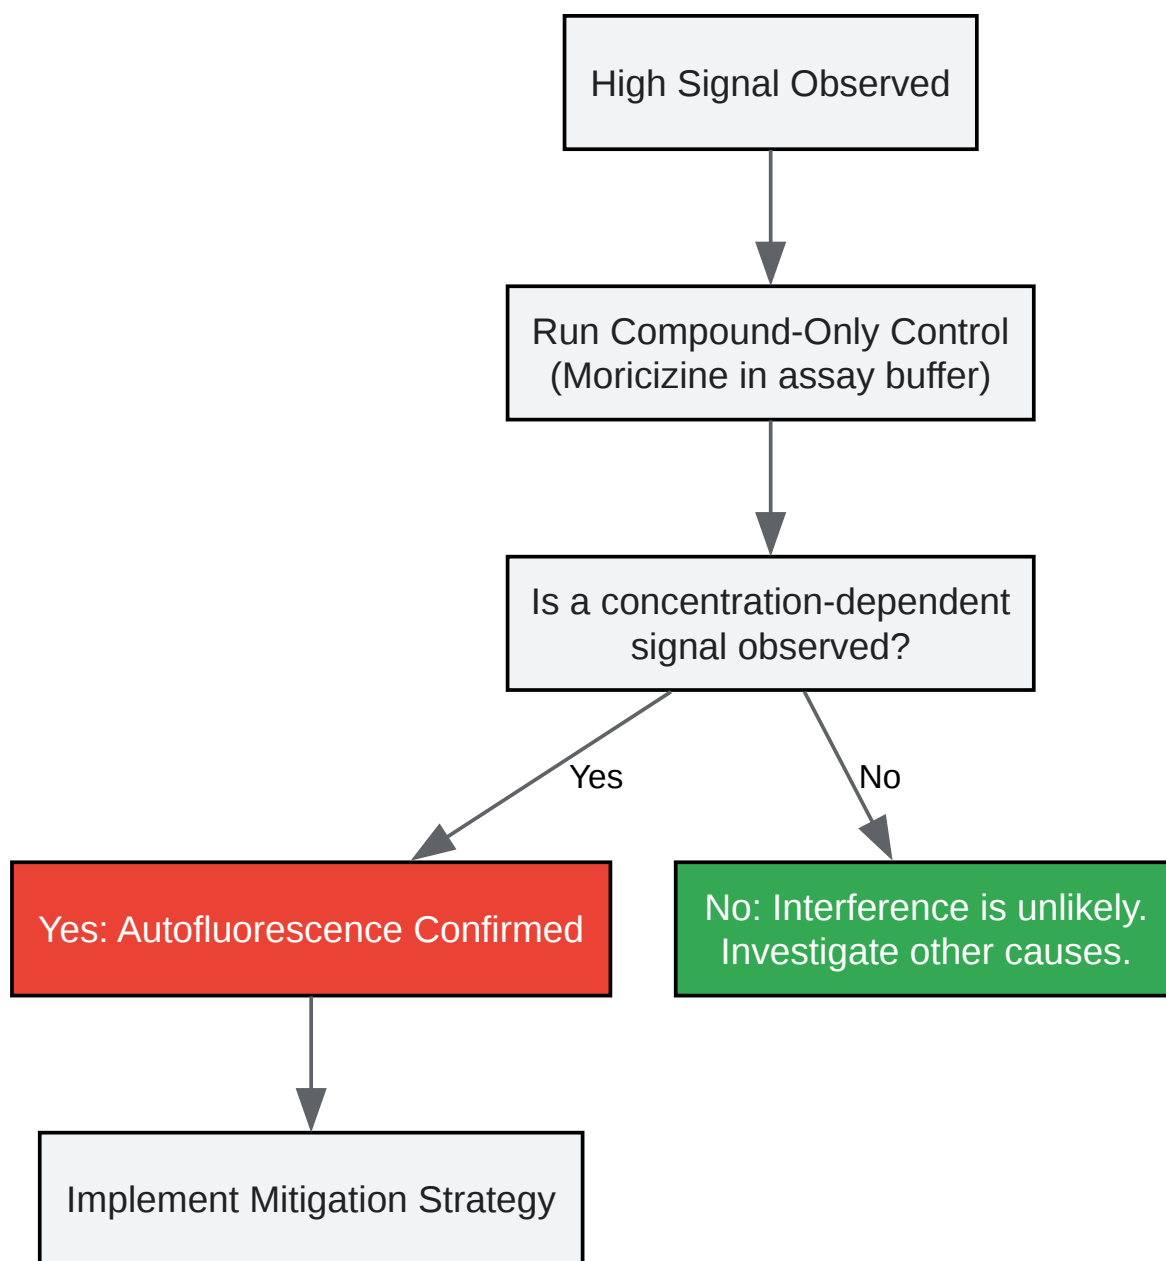 High Signal Observed
Run Compound-Only Control
(Moricizine in assay buffer)
Is a concentration-dependent
signal observed?
Yes
No
Yes: Autofluorescence Confirmed
No: Interference is unlikely.
Investigate other causes.
Implement Mitigation Strategy